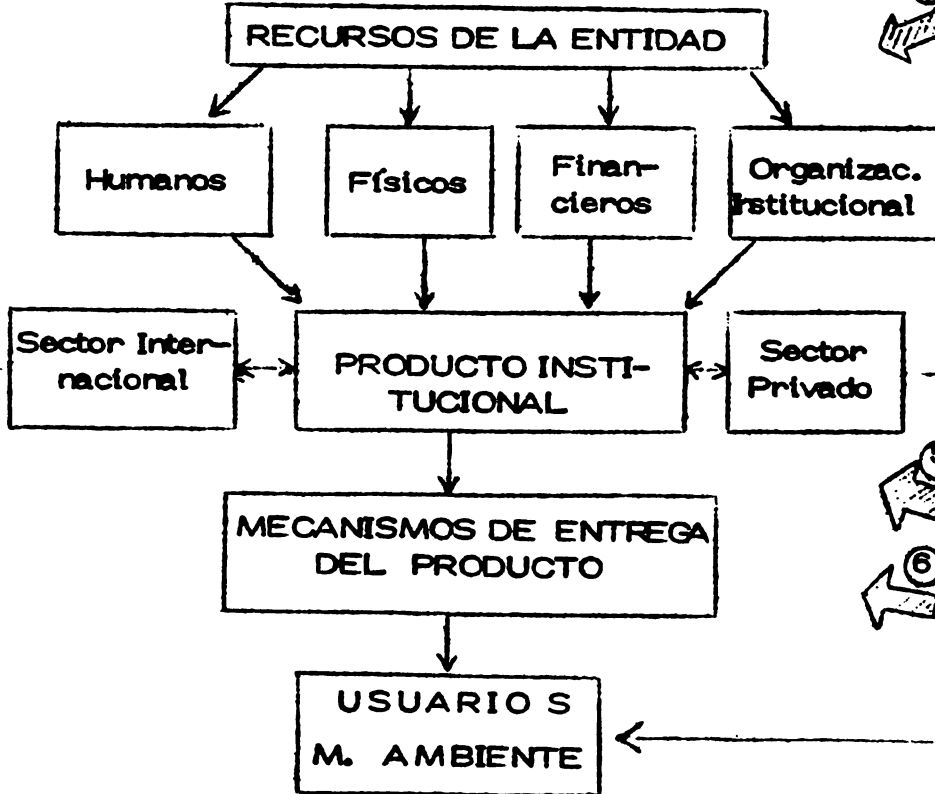 RECURSOS DE LA ENTIDAD
Humanos
Físicos
Finan-
cieros
Organizac.
Institucional
Sector Inter-
nacional
PRODUCTO INSTI-
TUCIONAL
Sector
Privado
MECANISMOS DE ENTREGA
DEL PRODUCTO
6
USUARIO S
M. AMBIENTE